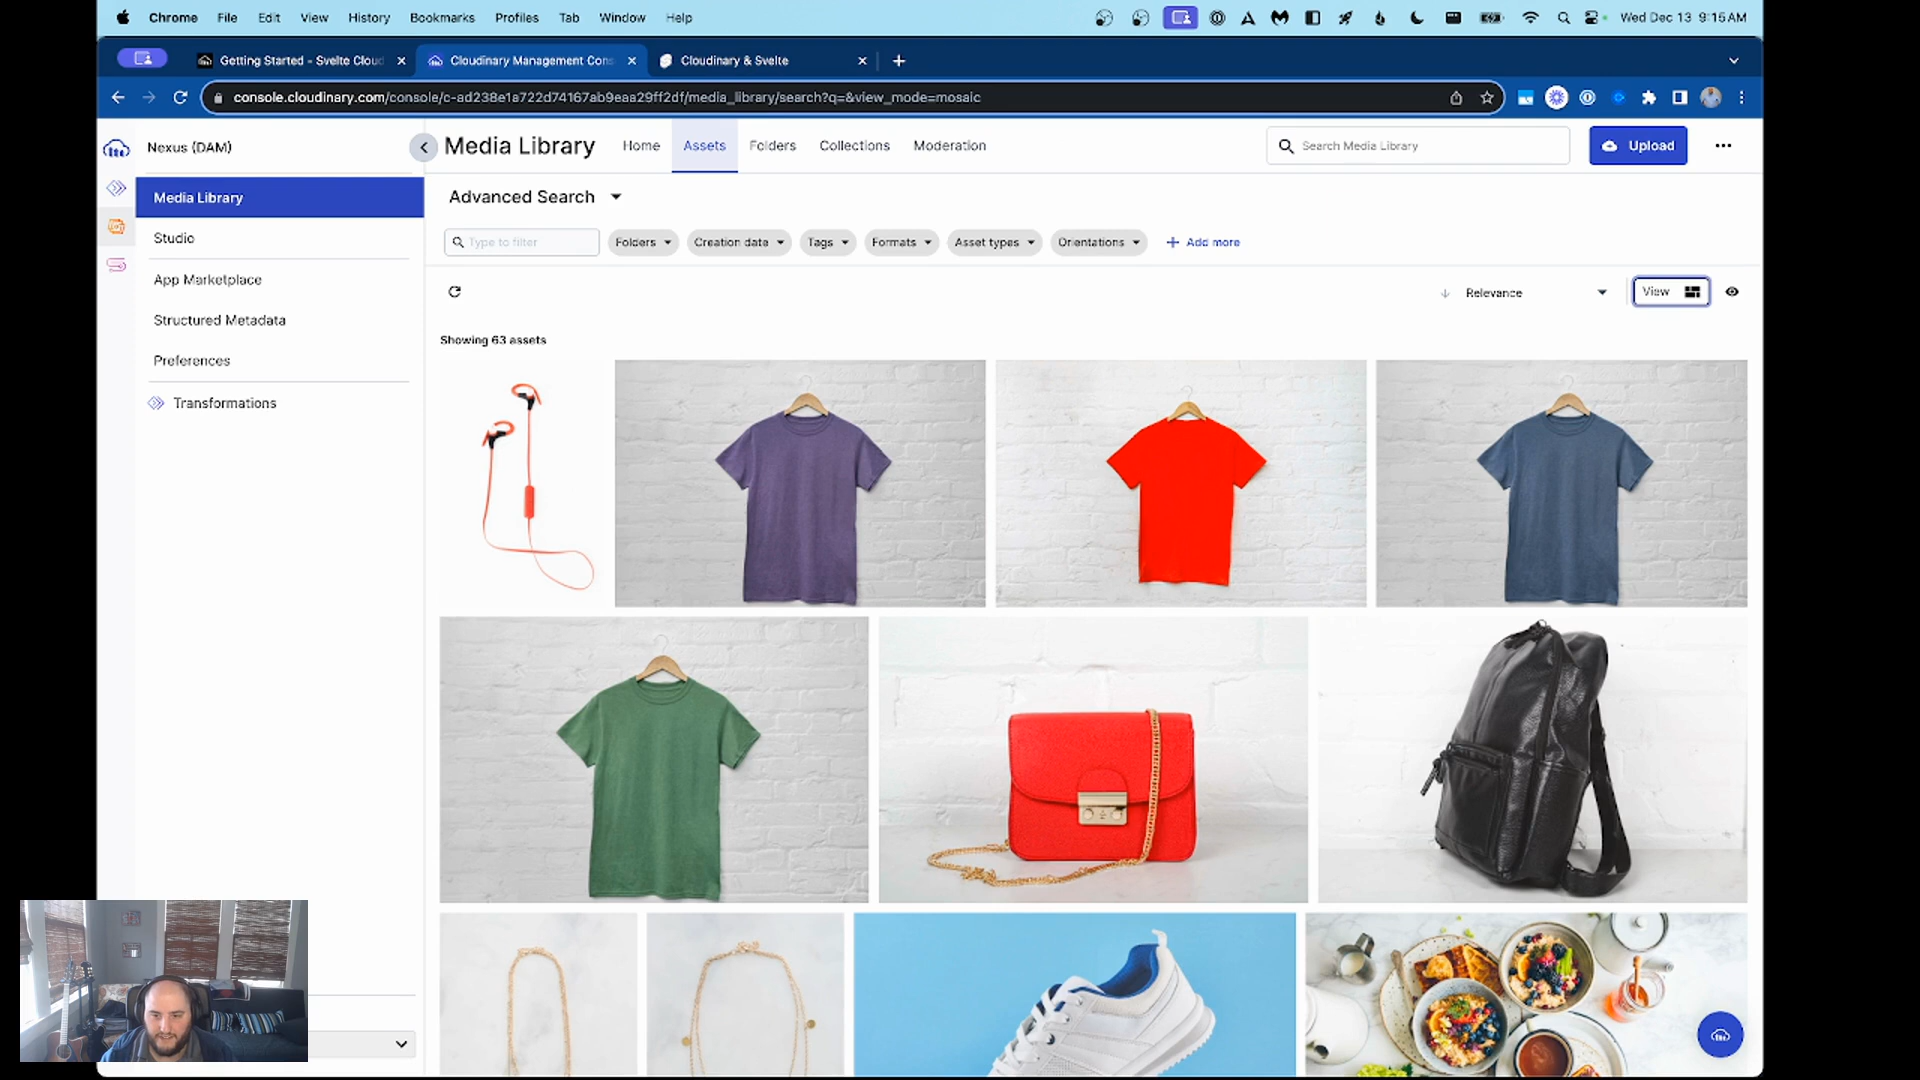 Chrome File Edit View History Bookmarks Profiles Tab Window Help Wed Dec 13 9:15 AM
Getting Started - Svelte Cloud Cloudinary Management Con Cloudinary & Svelte
console.cloudinary.com/console/c-ad238e1a722d74167ab9eaa29ff2df/media_library/search?q=&view_mode=mosaic
Nexus (DAM)
Media Library
Studio
App Marketplace
Structured Metadata
Preferences
Transformations
Media Library Home Assets Folders Collections Moderation Search Media Library Upload
Advanced Search
Type to filter Folders Creation date Tags Formats Asset types Orientations Add more
Relevance View
Showing 63 assets